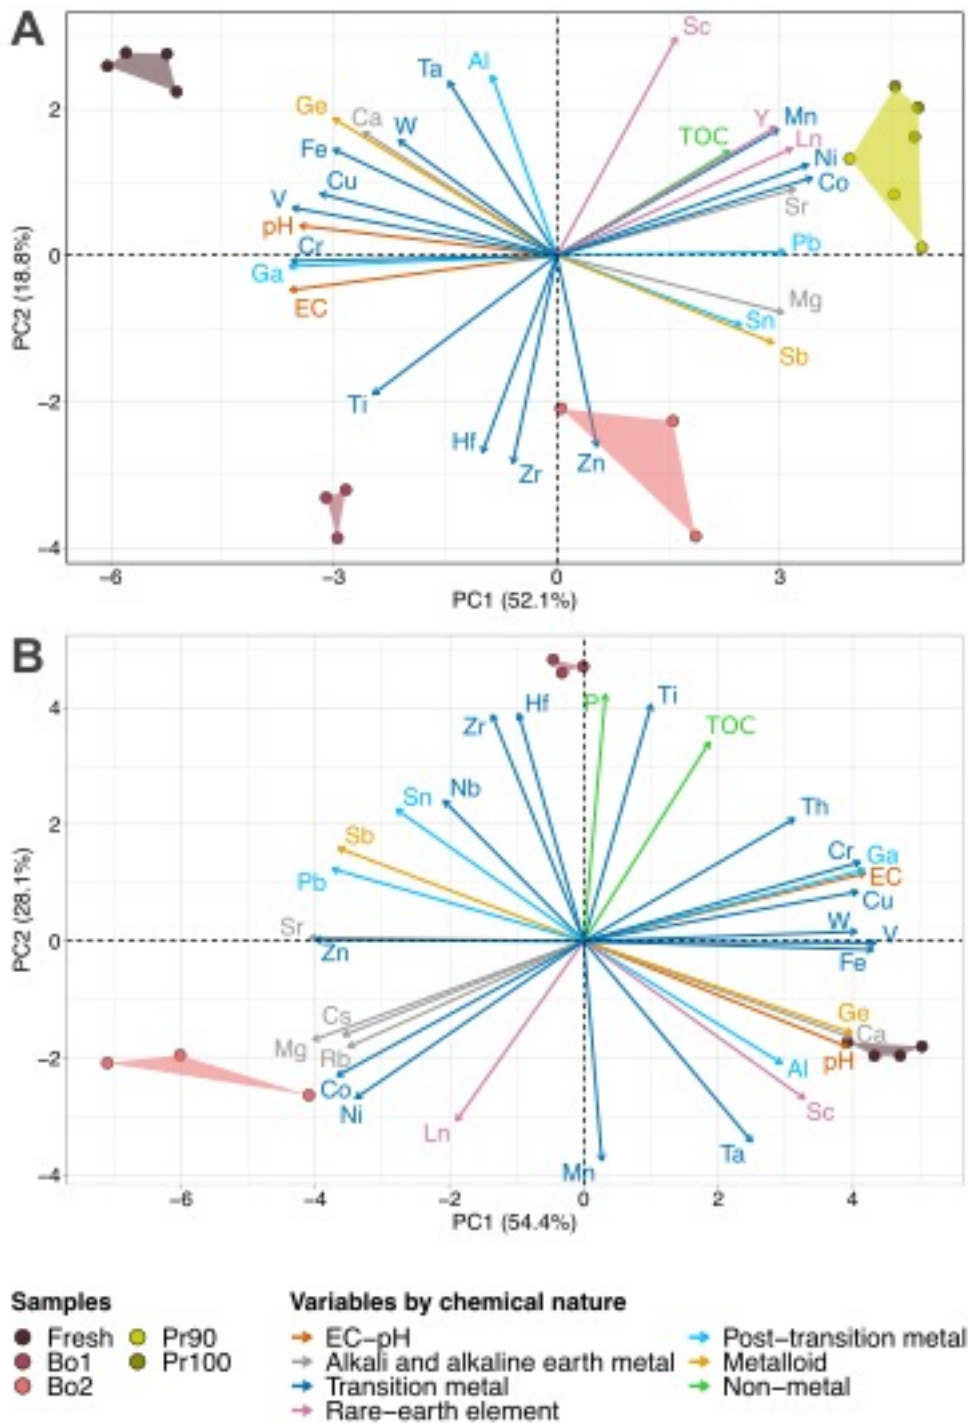 A
Sc
Al
Ta
Ge
Ca
W
Y
Mn
TOC
Ln
Fe
Ni
Cu
Co
V
Sr
pH
Pb
Cr
Ga
Mg
EC
Sn
Sb
Ti
Hf
Zr
Zn
2
0
−2
−4
PC2 (18.8%)
−6
−3
0
3
PC1 (52.1%)
B
P
Ti
Hf
Zr
TOC
Sn
Nb
Th
Sb
Cr
Ga
Pb
EC
Cu
Sr
W
V
Zn
Fe
Cs
Ge
Ca
Mg
Rb
pH
Al
Co
Ni
Sc
Ln
Ta
Mn
4
2
0
−2
−4
PC2 (28.1%)
−6
−4
−2
0
2
4
PC1 (54.4%)
Samples
Fresh
Pr90
Bo1
Pr100
Bo2
Variables by chemical nature
EC−pH
Post−transition metal
Alkali and alkaline earth metal
Metalloid
Transition metal
Non−metal
Rare−earth element